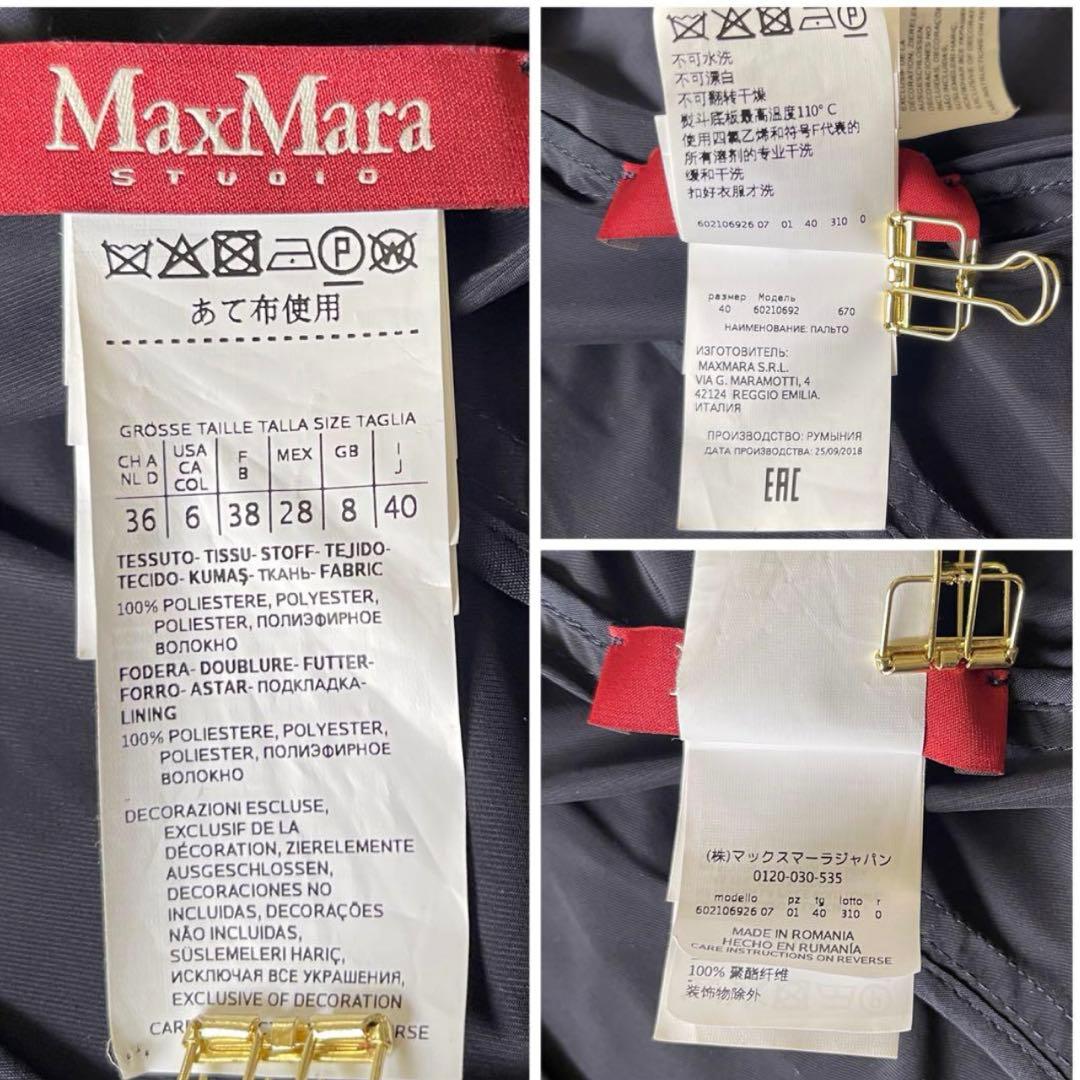 MaxMara
STUDIO
P W
あて布使用
GRÖSSE TAILLE TALLA SIZE TAGLIA
CH A NL D USA CA COL F B MEX GB I J
36 6 38 28 8 40
TESSUTO- TISSU- STOFF- TEJIDO-
TECIDO- KUMAŞ- ТКАНЬ- FABRIC
100% POLIESTERE, POLYESTER,
POLIESTER, ПОЛИЭФИРНОЕ
ВОЛОКНО
FODERA- DOUBLURE- FUTTER-
FORRO- ASTAR- ПОДКЛАДКА-
LINING
100% POLIESTERE, POLYESTER,
POLIESTER, ПОЛИЭФИРНОЕ
ВОЛОКНО
DECORAZIONI ESCLUSE,
EXCLUSIF DE LA
DÉCORATION, ZIERELEMENTE
AUSGESCHLOSSEN,
DECORACIONES NO
INCLUIDAS, DECORAÇÕES
NÃO INCLUIDAS,
SÜSLEMELERI HARIÇ,
ИСКЛЮЧАЯ ВСЕ УКРАШЕНИЯ,
EXCLUSIVE OF DECORATION
P
不可水洗
不可漂白
不可翻转干燥
熨斗底板最高温度110° C
使用四氯乙烯和符号F代表的
所有溶剂的专业干洗
缓和干洗
扣好衣服才洗
602106926 07 01 40 310 0
размер Модель
40 60210692 670
НАИМЕНОВАНИЕ: ПАЛЬТО
ИЗГОТОВИТЕЛЬ:
MAXMARA S.R.L.
VIA G. MARAMOTTI, 4
42124 REGGIO EMILIA.
ИТАЛИЯ
ПРОИЗВОДСТВО: РУМЫНИЯ
ДАТА ПРОИЗВОДСТВА: 25/09/2018
EAC
(株)マックスマーラジャパン
0120-030-535
modello pz tg lotto r
602106926 07 01 40 310 0
MADE IN ROMANIA
HECHO EN RUMANÍA
CARE INSTRUCTIONS ON REVERSE
100% 聚酯纤维
装饰物除外